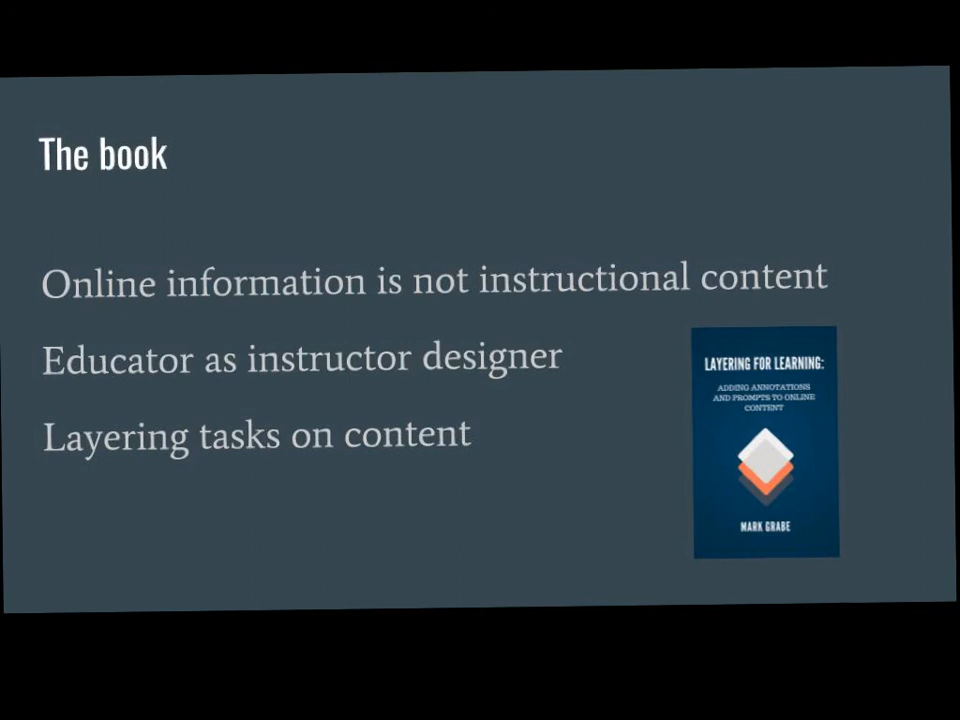 The book
Online information is not instructional content
Educator as instructor designer
Layering tasks on content
LAYERING FOR LEARNING:
ADDING ANNOTATIONS
AND PROMPTS TO ONLINE
CONTENT
MARK GRABE